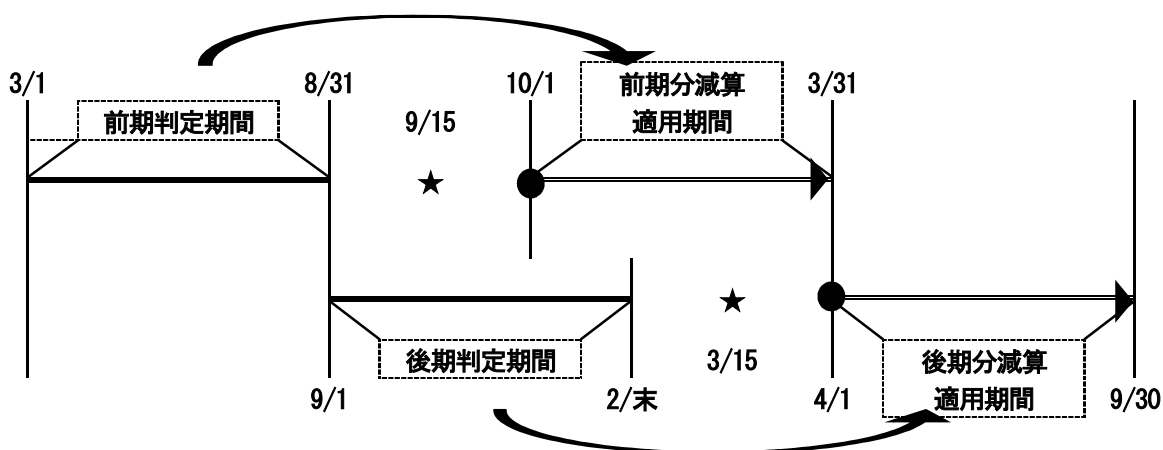 3/1
8/31
10/1
3/31
前期判定期間
9/15
前期分減算
適用期間
★
★
後期判定期間
3/15
後期分減算
適用期間
9/1
2/末
4/1
9/30